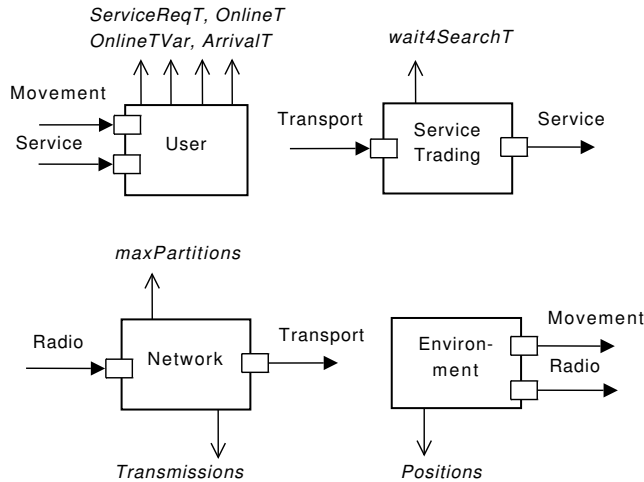 ServiceReqT, OnlineT
OnlineTVar, ArrivalT
Movement
Service
User
wait4SearchT
Transport
Service
Trading
Service
maxPartitions
Radio
Network
Transport
Transmissions
Environ-
ment
Movement
Radio
Positions